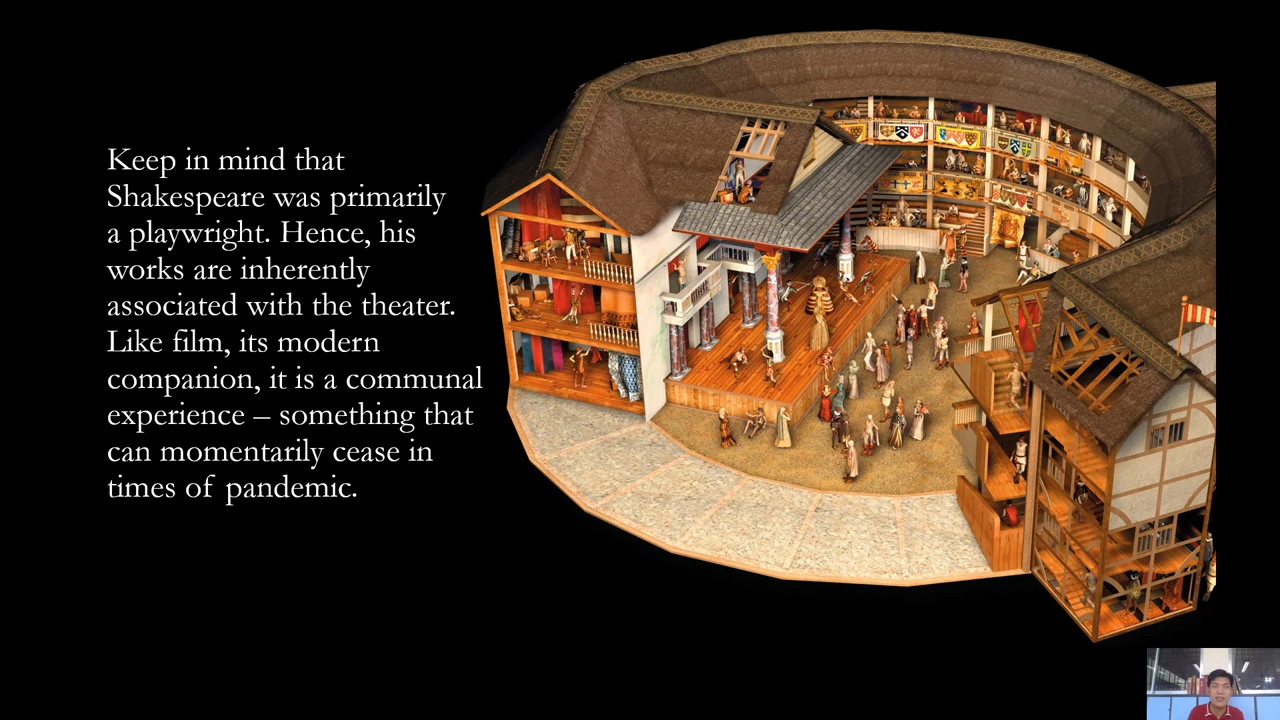 Keep in mind that
Shakespeare was primarily
a playwright. Hence, his
works are inherently
associated with the theater.
Like film, its modern
companion, it is a communal
experience – something that
can momentarily cease in
times of pandemic.